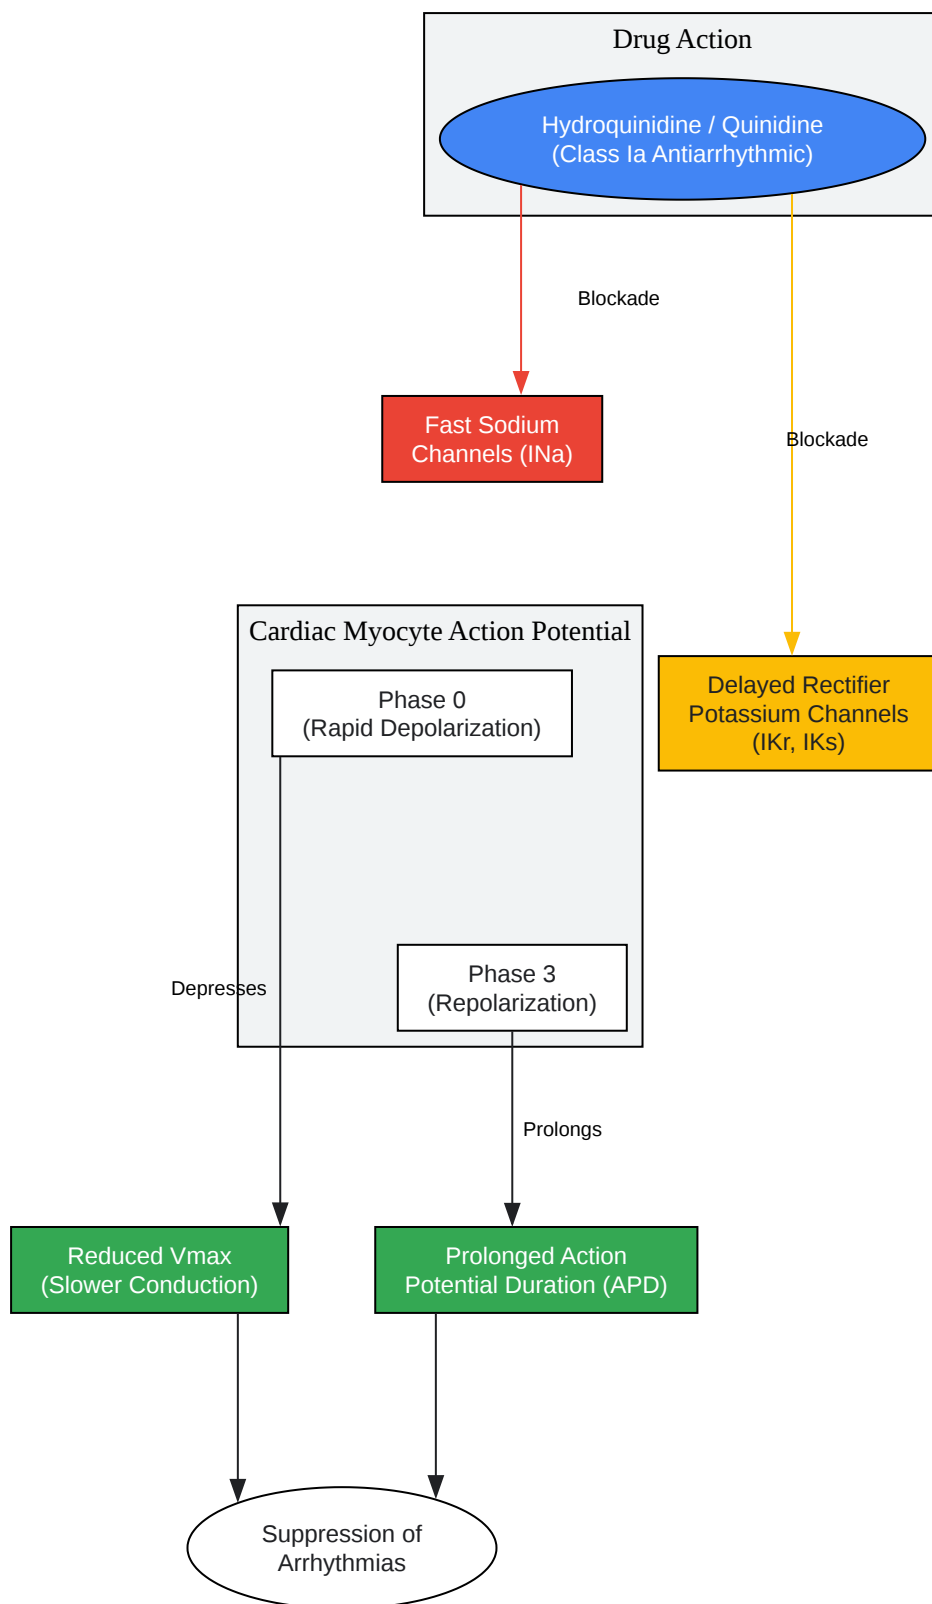 Drug Action
Hydroquinidine / Quinidine
(Class Ia Antiarrhythmic)
Blockade
Fast Sodium
Channels (INa)
Blockade
Cardiac Myocyte Action Potential
Phase 0
(Rapid Depolarization)
Delayed Rectifier
Potassium Channels
(IKr, IKs)
Phase 3
(Repolarization)
Depresses
Prolongs
Reduced Vmax
(Slower Conduction)
Prolonged Action
Potential Duration (APD)
Suppression of
Arrhythmias